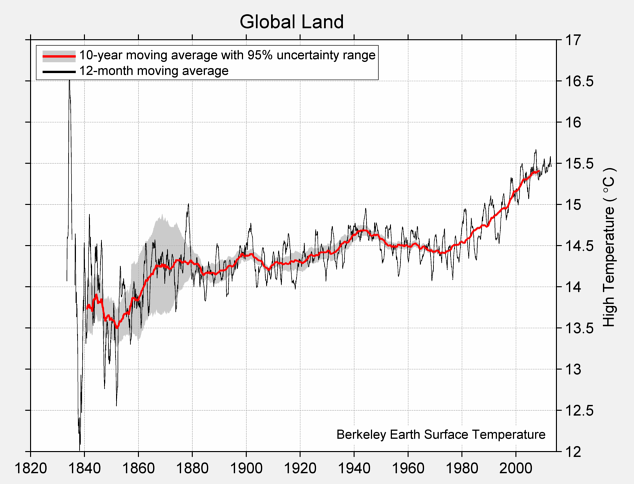 Global Land
10-year moving average with 95% uncertainty range
12-month moving average
17
16.5
16
15.5
15
14.5
14
13.5
13
12.5
12
High Temperature ( °C )
Berkeley Earth Surface Temperature
1820 1840 1860 1880 1900 1920 1940 1960 1980 2000